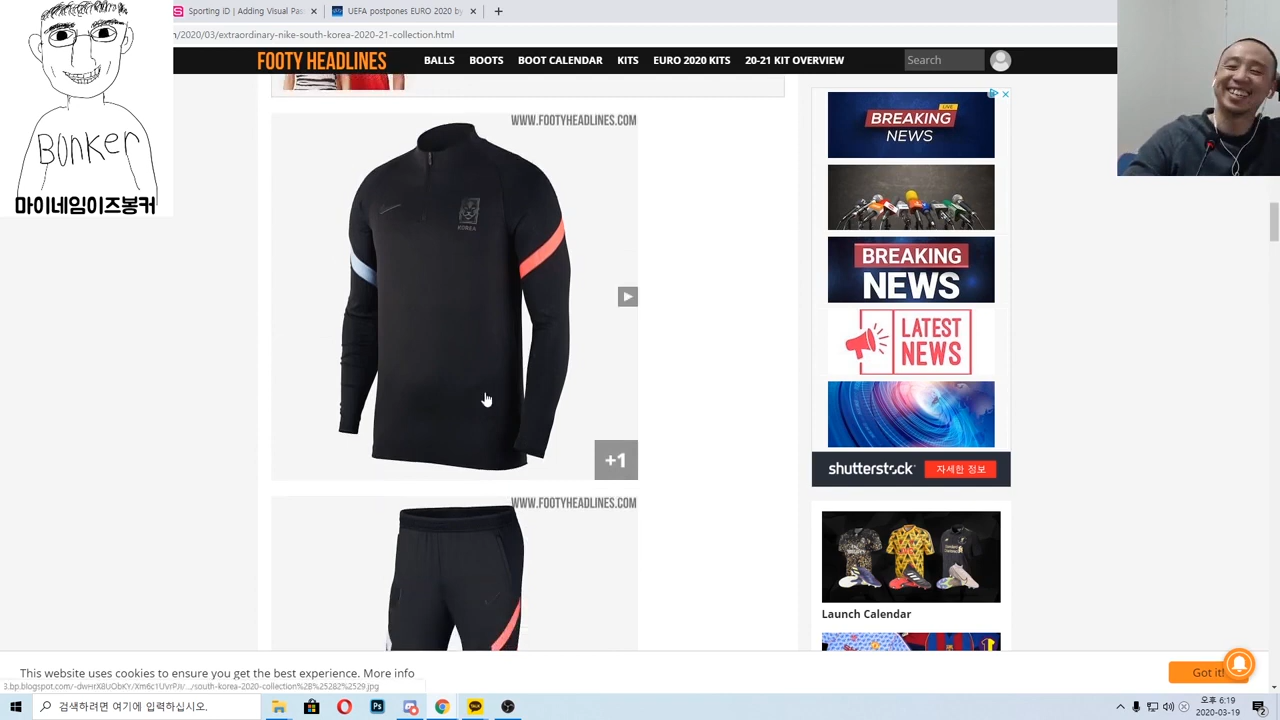 Sporting ID | Adding Visual Pas
UEFA postpones EURO 2020 by
/2020/03/extraordinary-nike-south-korea-2020-21-collection.html
FOOTY HEADLINES
BALLS
BOOTS
BOOT CALENDAR
KITS
EURO 2020 KITS
20-21 KIT OVERVIEW
Search
BONKER
마이네임이즈봉커
WWW.FOOTYHEADLINES.COM
KOREA
+1
WWW.FOOTYHEADLINES.COM
LIVE
BREAKING
NEWS
BREAKING
NEWS
LATEST
NEWS
shutterstock
자세한 정보
Launch Calendar
This website uses cookies to ensure you get the best experience. More info
Got it!
검색하려면 여기에 입력하십시오.
오후 6:19
2020-03-19